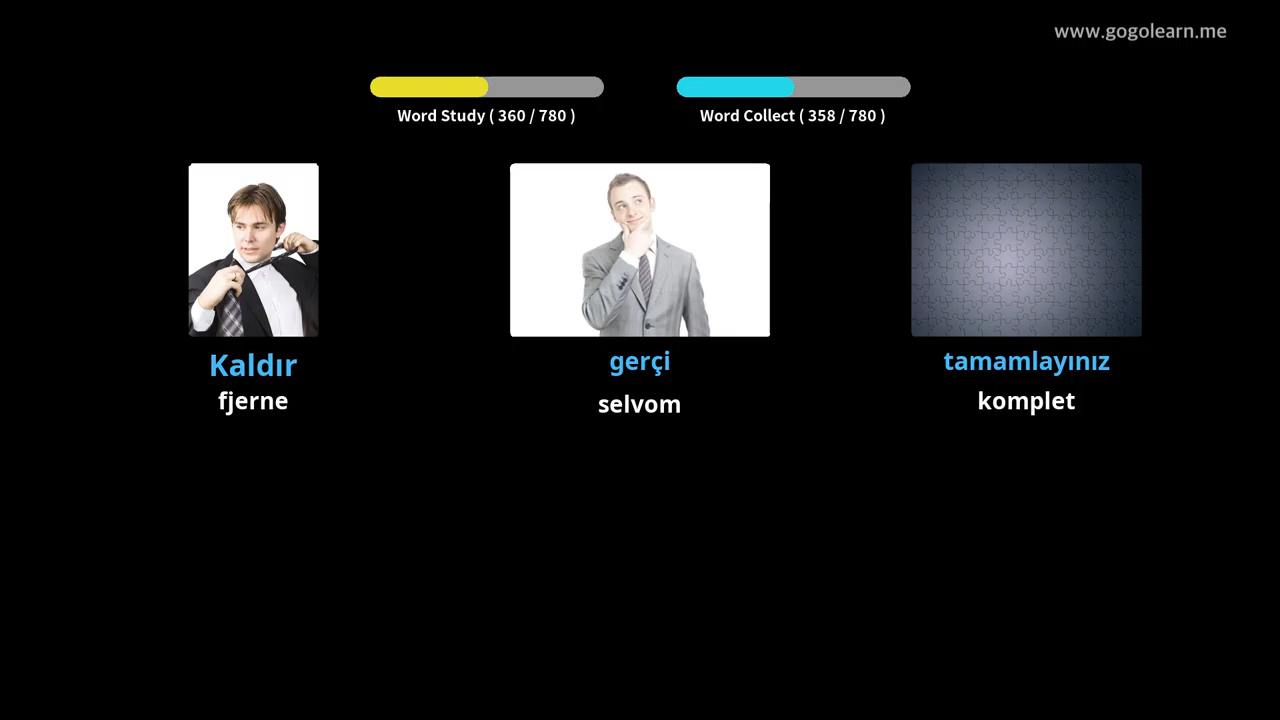 www.gogolearn.me
Word Study ( 360 / 780 )
Word Collect ( 358 / 780 )
Kaldır
fjerne
gerçi
selvom
tamamlayınız
komplet